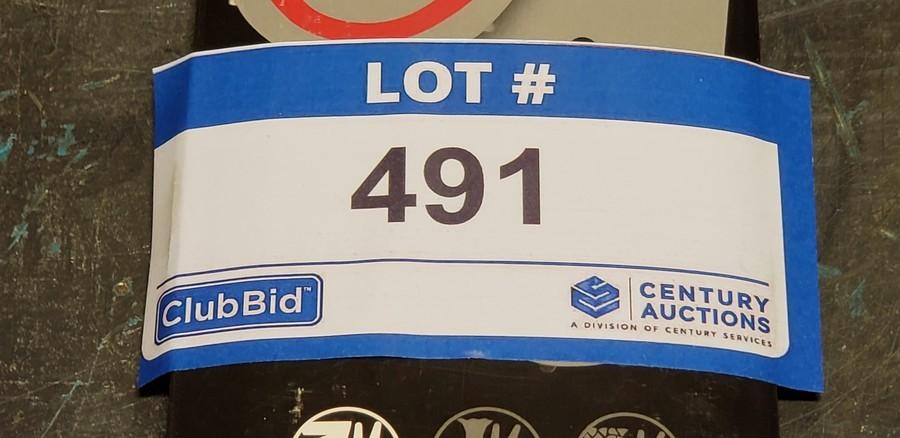 LOT #
491
ClubBid™
CENTURY
AUCTIONS
A DIVISION OF CENTURY SERVICES